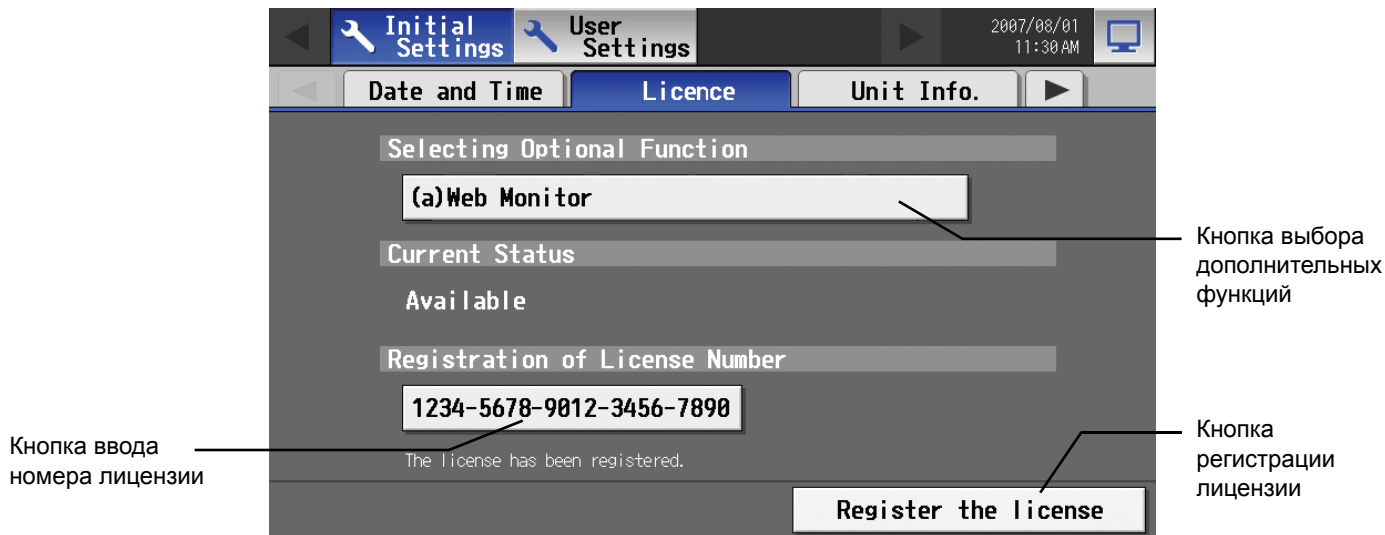 Initial Settings
User Settings
2007/08/01
11:30 AM
Date and Time
Licence
Unit Info.
Selecting Optional Function
(a)Web Monitor
Кнопка выбора
дополнительных
функций
Current Status
Available
Registration of License Number
1234-5678-9012-3456-7890
Кнопка ввода
номера лицензии
The license has been registered.
Кнопка
регистрации
лицензии
Register the license